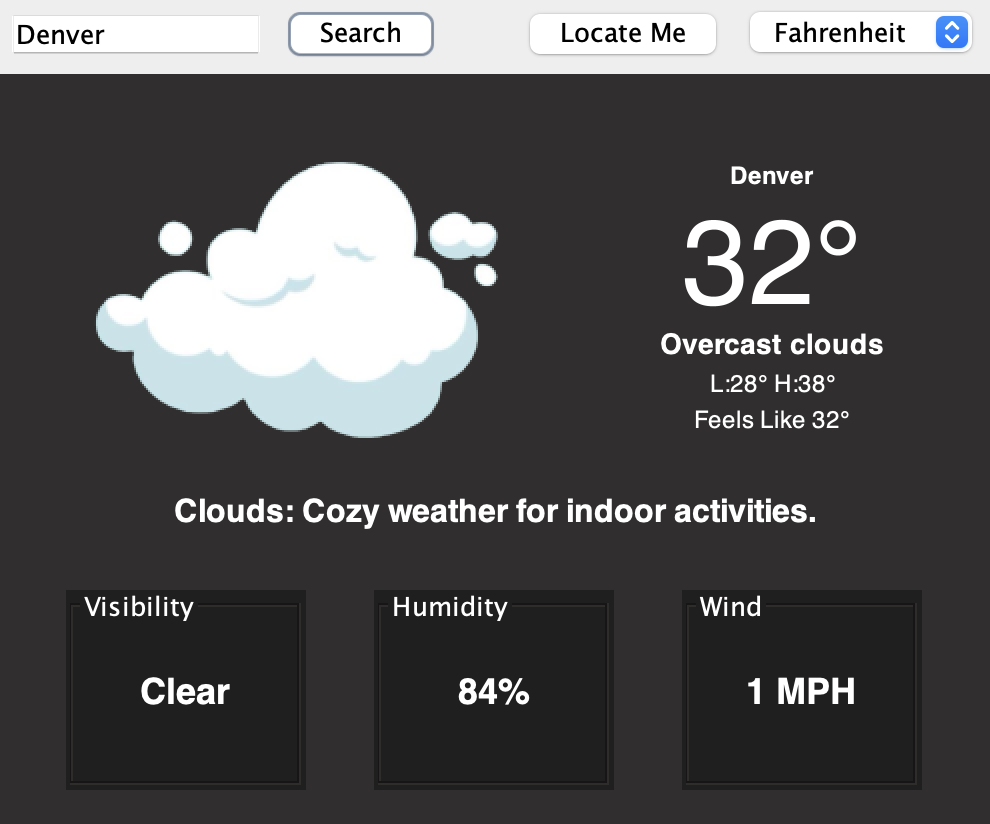 Denver
Search
Locate Me
Fahrenheit
Denver
32°
Overcast clouds
L:28° H:38°
Feels Like 32°
Clouds: Cozy weather for indoor activities.
Visibility
Clear
Humidity
84%
Wind
1 MPH